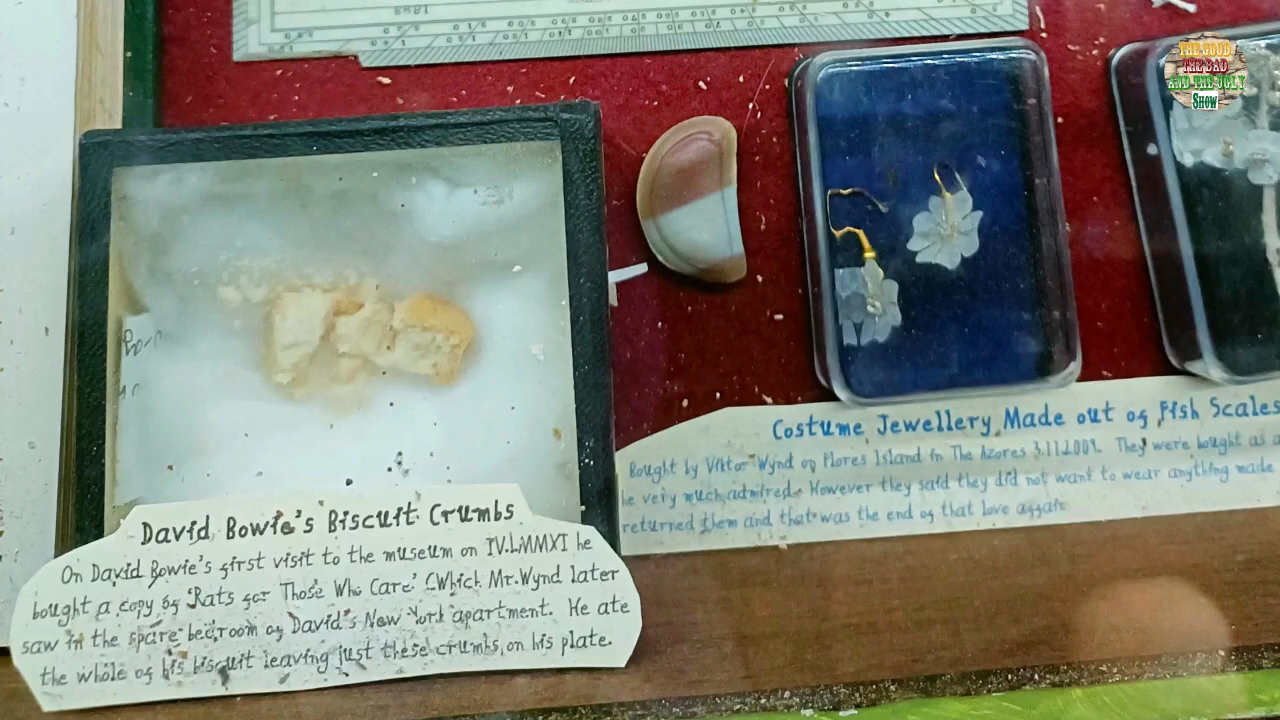 1893
THE GOOD
THE BAD
AND THE UGLY
SHOW
David Bowie's Biscuit Crumbs
On David Bowie's first visit to the museum on IV.LMMXI he
bought a copy of 'Rats for Those Who Care' (Which Mr. Wynd later
saw in the spare bedroom of David's New York apartment. He ate
the whole of his biscuit leaving just these crumbs on his plate.
Costume Jewellery Made out of Fish Scales
Bought by Viktor Wynd on Flores Island in The Azores They were bought as a
he very much admired. However they said they did not want to wear anything made
returned them and that was the end of that love affair